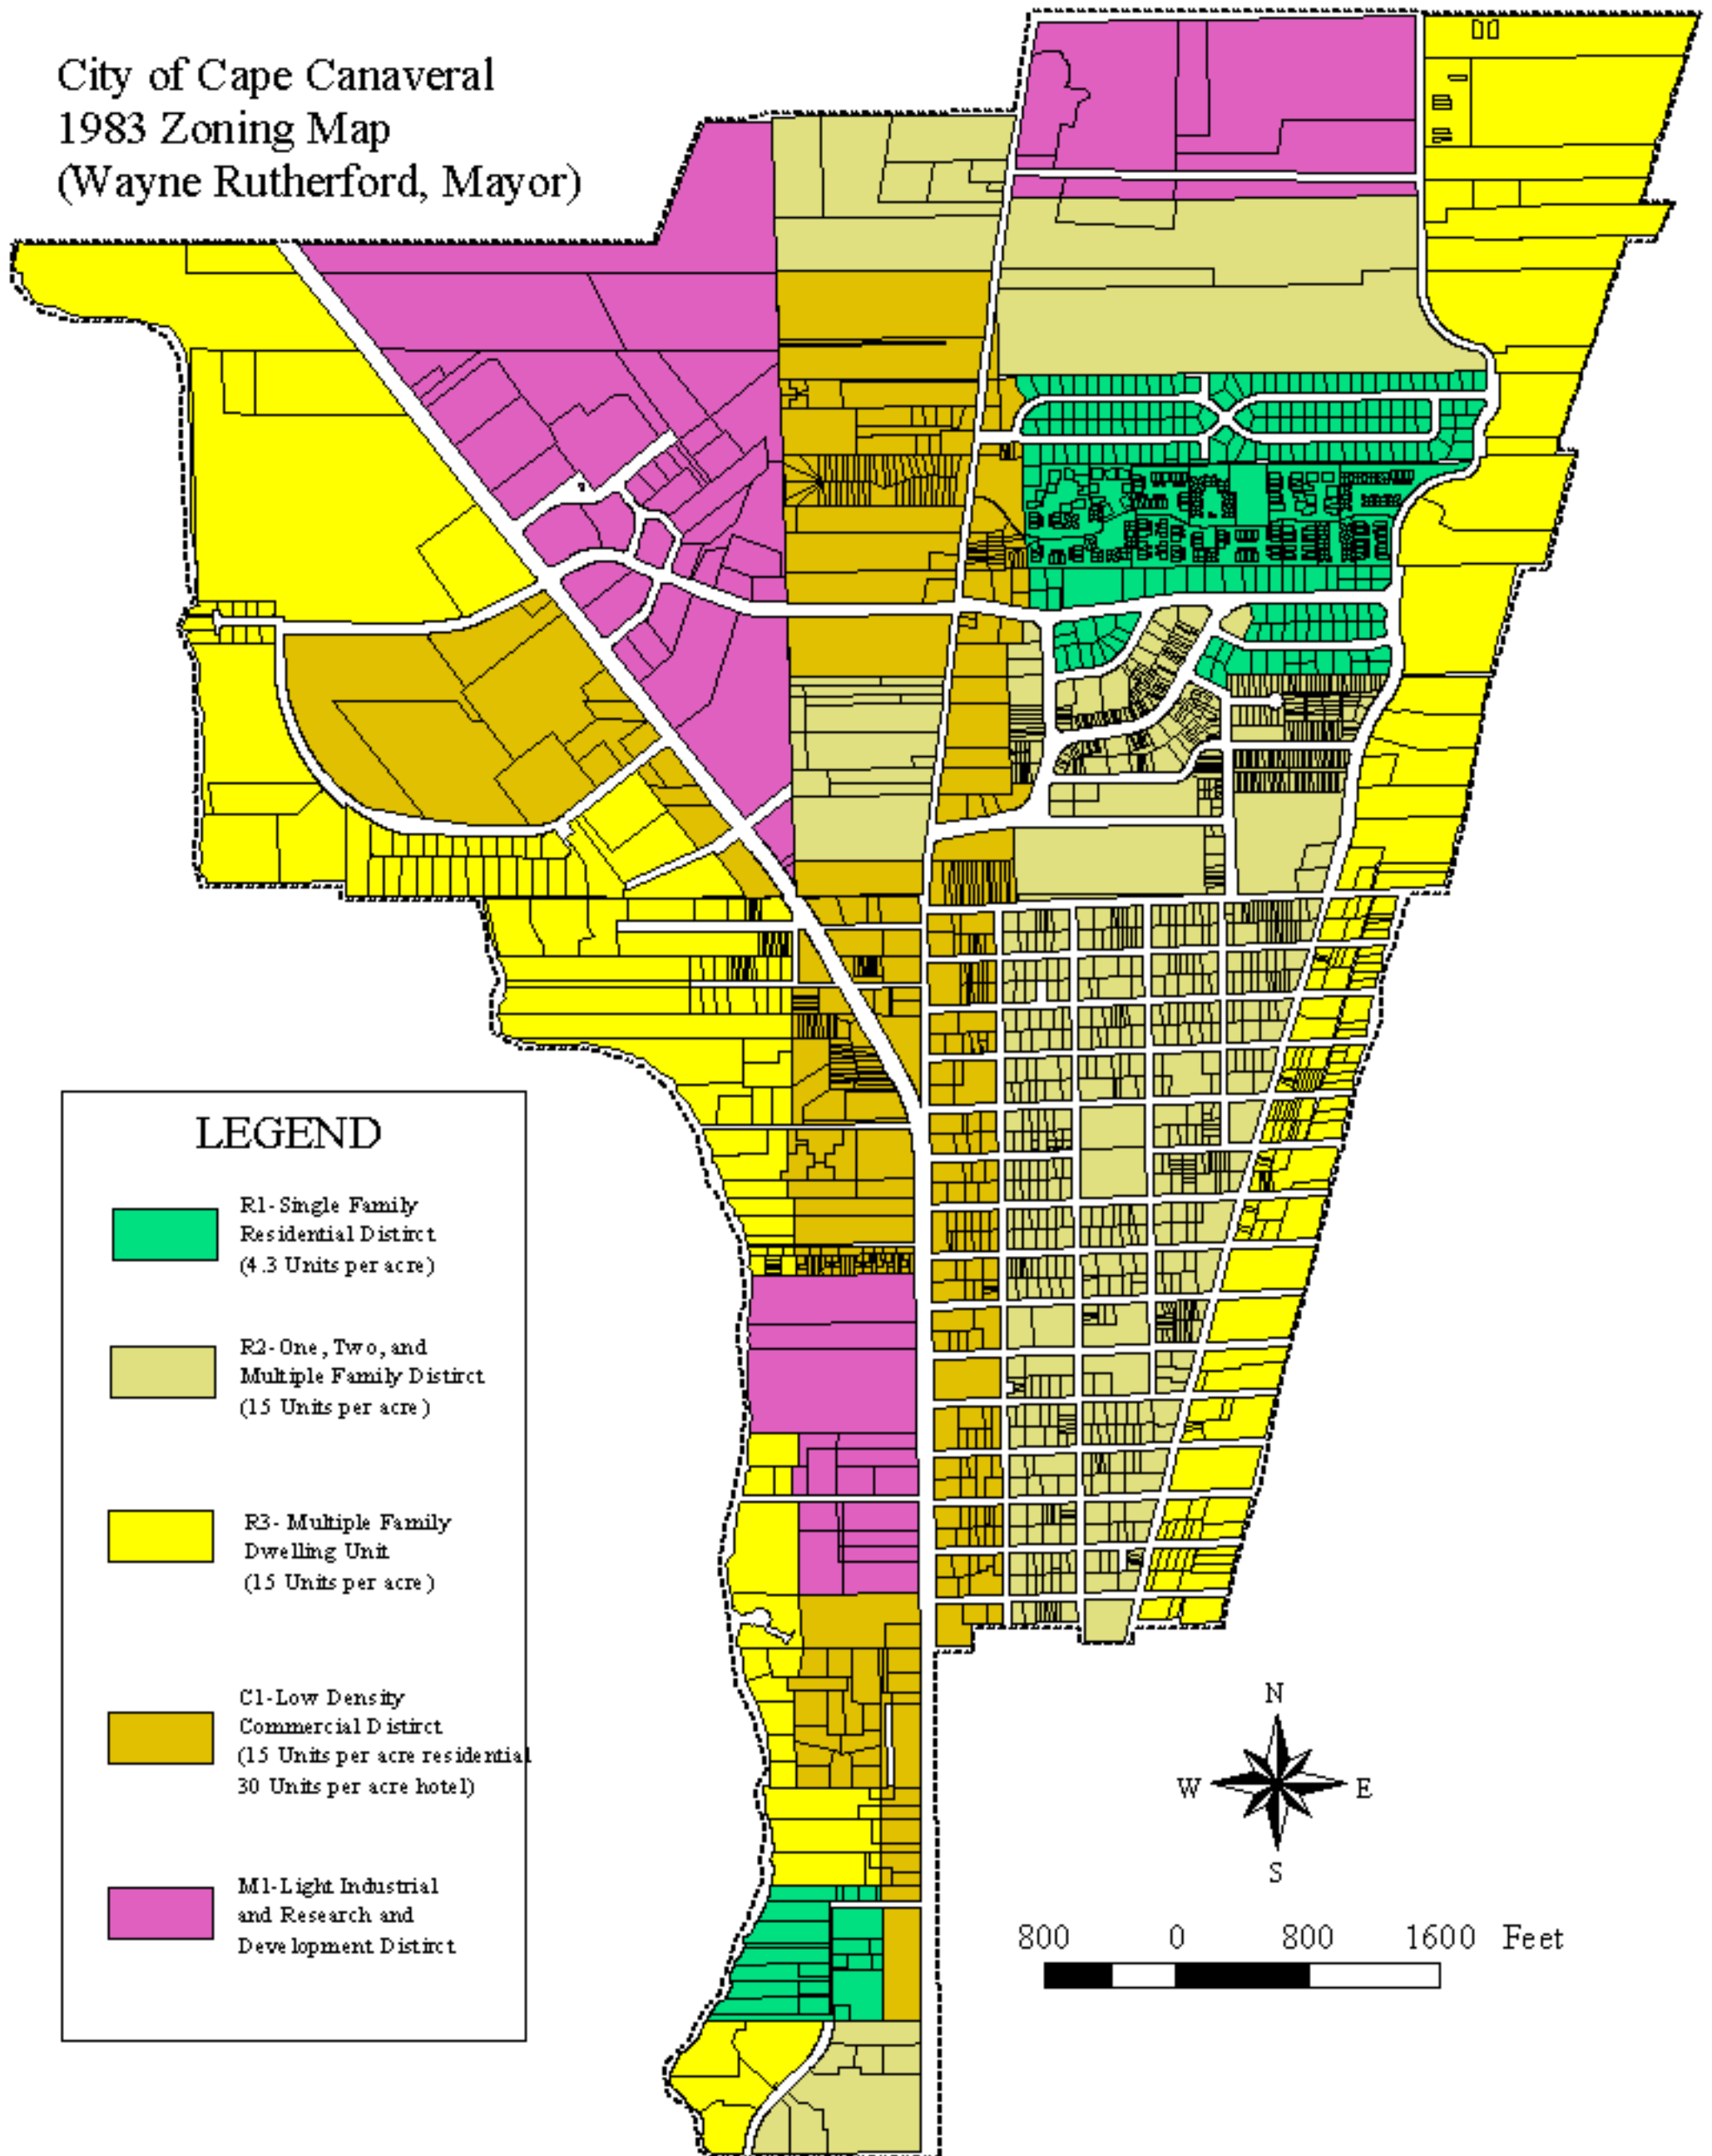 City of Cape Canaveral
1983 Zoning Map
(Wayne Rutherford, Mayor)
LEGEND
R1-Single Family
Residential Distirct
(4.3 Units per acre)
R2-One, Two, and
Multiple Family Distirct
(15 Units per acre)
R3- Multiple Family
Dwelling Unit
(15 Units per acre)
C1-Low Density
Commercial Distirct
(15 Units per acre residential
30 Units per acre hotel)
M1-Light Industrial
and Research and
Development Distirct
N
W E
S
800 0 800 1600 Feet